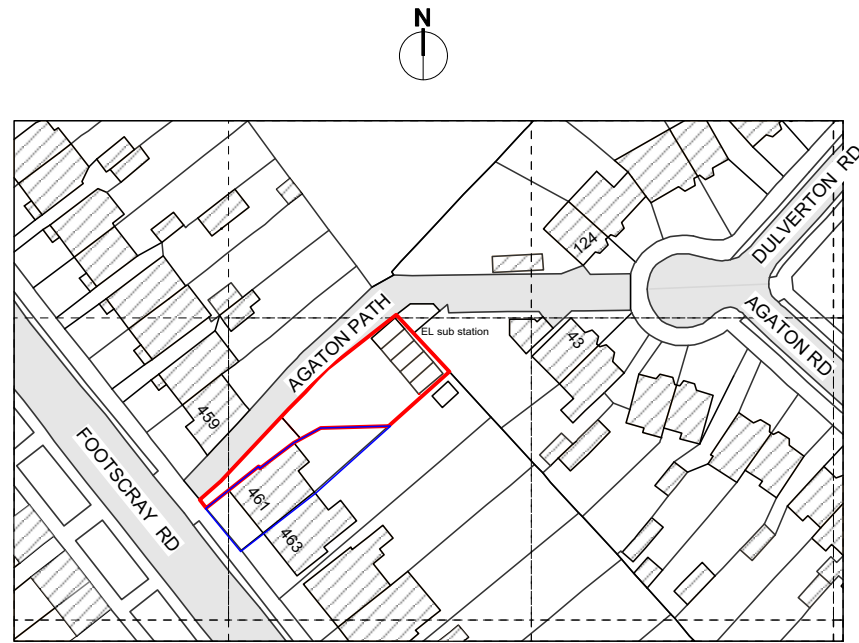 N
124
DULVERTON RD
AGATON RD
EL sub station
43
AGATON PATH
459
FOOTSCRAY RD
461
463